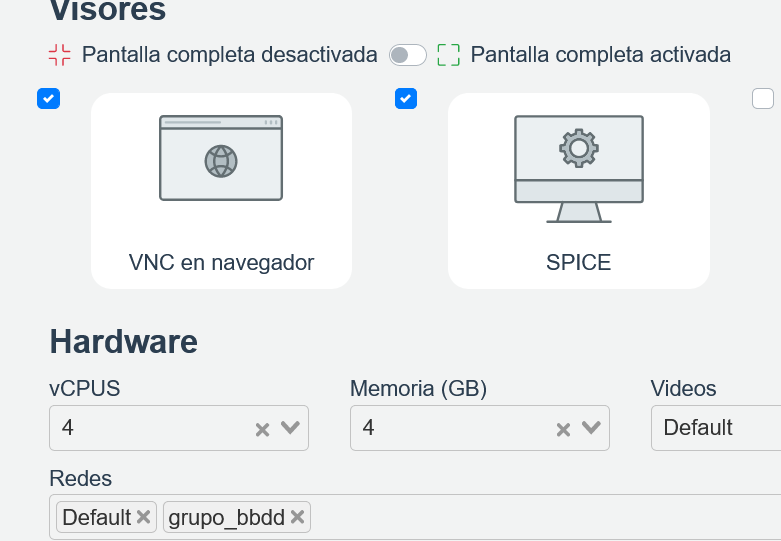 Visores
Pantalla completa desactivada Pantalla completa activada
VNC en navegador SPICE
Hardware
vCPUS Memoria (GB) Videos
4 4 Default
Redes
Default grupo_bbdd